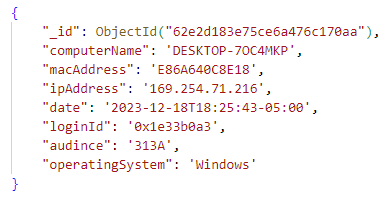 {
"_id": ObjectId("62e2d183e75ce6a476c170aa"),
"computerName": 'DESKTOP-7OC4MKP',
"macAddress": 'E86A640C8E18',
"ipAddress": '169.254.71.216',
"date": '2023-12-18T18:25:43-05:00',
"loginId": '0x1e33b0a3',
"audince": '313A',
"operatingSystem": 'Windows'
}